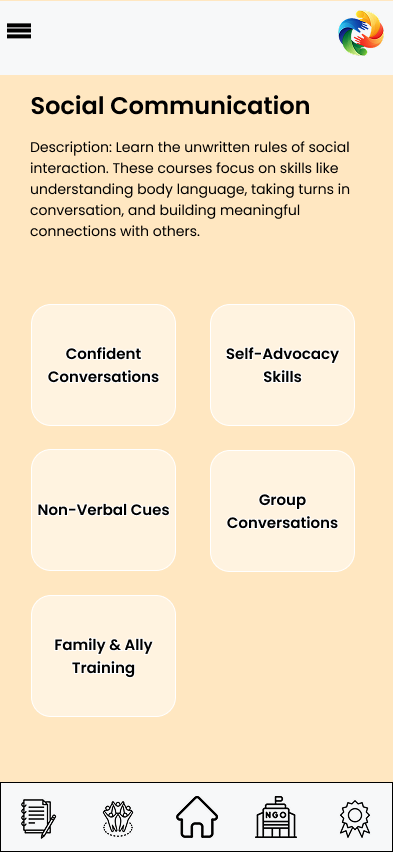 Social Communication
Description: Learn the unwritten rules of social
interaction. These courses focus on skills like
understanding body language, taking turns in
conversation, and building meaningful
connections with others.
Confident
Conversations
Self-Advocacy
Skills
Non-Verbal Cues
Group
Conversations
Family & Ally
Training
NGO